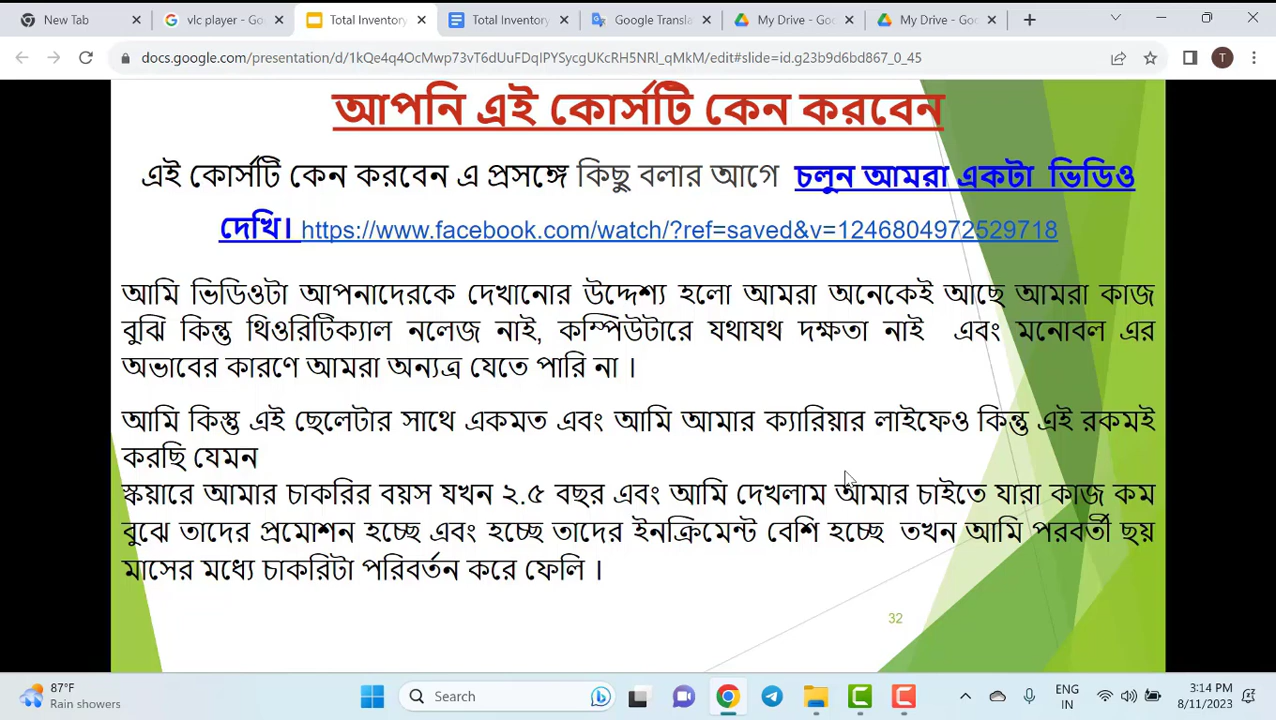 New Tab
vlc player - Goo
Total Inventory
Total Inventory
Google Transla
My Drive - Goo
My Drive - Goo
docs.google.com/presentation/d/1kQe4q4OcMwp73vT6dUuFDqIPYSycgUKcRH5NRl_qMkM/edit#slide=id.g23b9d6bd867_0_45
T
আপনি এই কোর্সটি কেন করবেন
এই কোর্সটি কেন করবেন এ প্রসঙ্গে কিছু বলার আগে চলুন আমরা একটা ভিডিও
দেখি। https://www.facebook.com/watch/?ref=saved&v=1246804972529718
আমি ভিডিওটা আপনাদেরকে দেখানোর উদ্দেশ্য হলো আমরা অনেকেই আছে আমরা কাজ
বুঝি কিন্তু থিওরিটিক্যাল নলেজ নাই, কম্পিউটারে যথাযথ দক্ষতা নাই এবং মনোবল এর
অভাবের কারণে আমরা অন্যত্র যেতে পারি না ।
আমি কিন্তু এই ছেলেটার সাথে একমত এবং আমি আমার ক্যারিয়ার লাইফেও কিন্তু এই রকমই
করছি যেমন
স্কয়ারে আমার চাকরির বয়স যখন ২.৫ বছর এবং আমি দেখলাম আমার চাইতে যারা কাজ কম
বুঝে তাদের প্রমোশন হচ্ছে এবং হচ্ছে তাদের ইনক্রিমেন্ট বেশি হচ্ছে তখন আমি পরবর্তী ছয়
মাসের মধ্যে চাকরিটা পরিবর্তন করে ফেলি ।
32
87°F
Rain showers
Search
ENG
IN
3:14 PM
8/11/2023